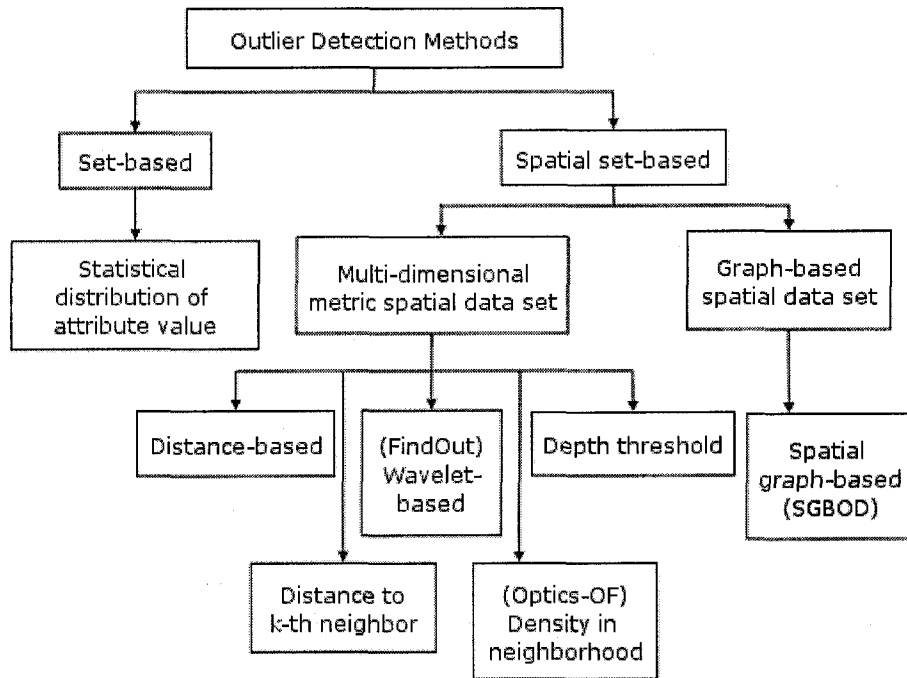 Outlier Detection Methods
Set-based
Spatial set-based
Statistical
distribution of
attribute value
Multi-dimensional
metric spatial data set
Graph-based
spatial data set
Distance-based
(FindOut)
Wavelet-
based
Depth threshold
Spatial
graph-based
(SGBOD)
Distance to
k-th neighbor
(Optics-OF)
Density in
neighborhood